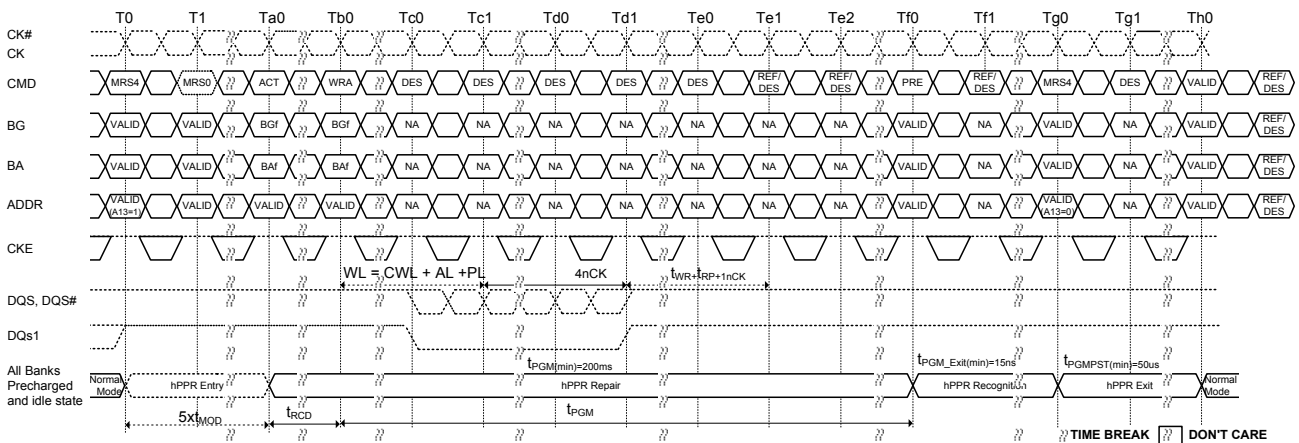 T0 T1 Ta0 Tb0 Tc0 Tc1 Td0 Td1 Te0 Te1 Te2 Tf0 Tf1 Tg0 Tg1 Th0
CK#
CK
CMD MRS4 MRS0 ACT WRA DES DES DES DES DES REF/DES REF/DES PRE REF/DES MRS4 DES VALID REF/DES
BG VALID VALID BGf BGf NA NA NA NA NA NA NA VALID NA VALID NA VALID REF/DES
BA VALID VALID BAf BAf NA NA NA NA NA NA NA VALID NA VALID NA VALID REF/DES
ADDR VALID (A13=1) VALID VALID VALID NA NA NA NA NA NA NA VALID NA VALID (A13=0) NA VALID REF/DES
CKE
WL = CWL + AL +PL 4nCK tWR+tRP+1nCK
DQS, DQS#
DQs1
tPGM(min)=200ms tPGM_Exit(min)=15ns tPGMPST(min)=50us
All Banks
Precharged
and idle state
Normal Mode hPPR Entry hPPR Repair hPPR Recognition hPPR Exit Normal Mode
5xtMOD tRCD tPGM
TIME BREAK DON'T CARE